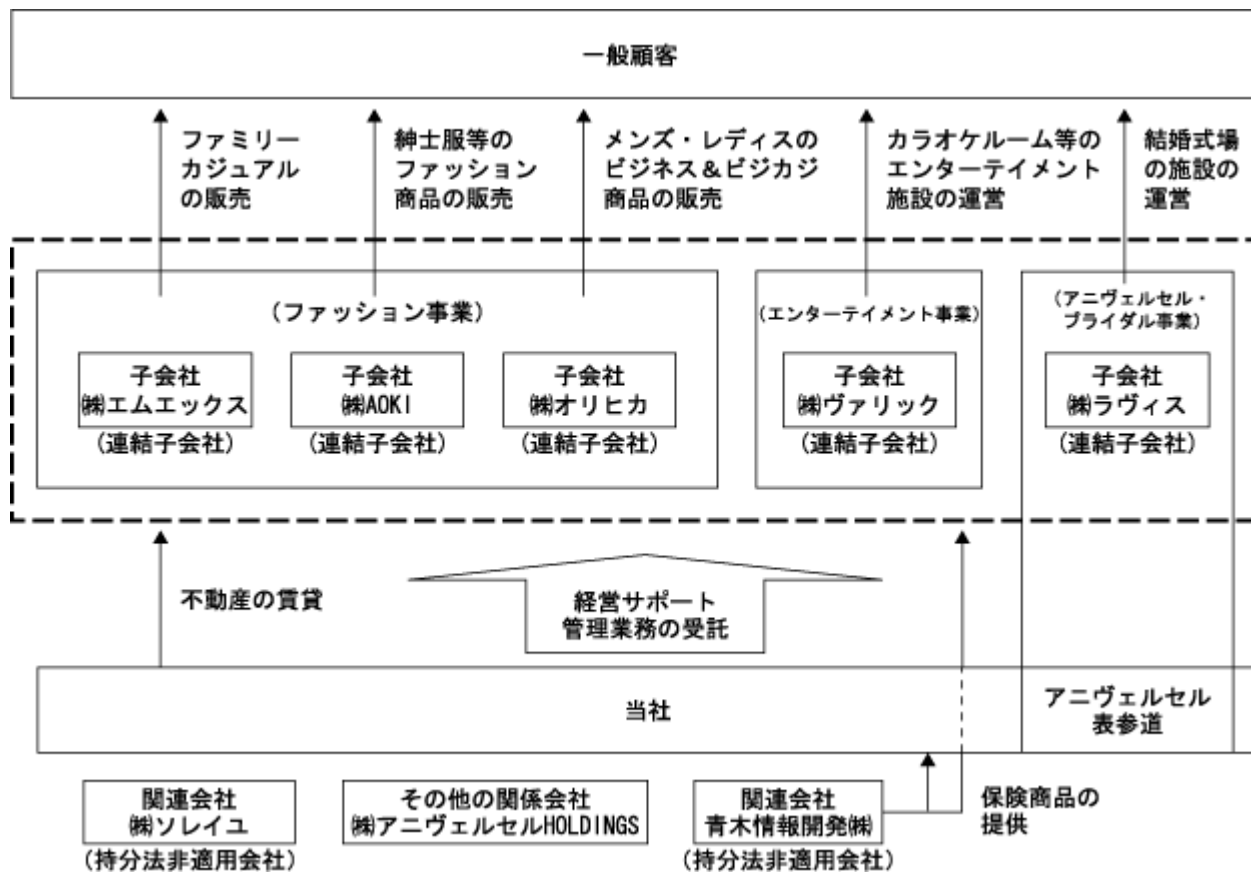 一般顧客
ファミリー
カジュアル
の販売
紳士服等の
ファッション
商品の販売
メンズ・レディスの
ビジネス&ビジカジ
商品の販売
カラオケルーム等の
エンターテイメント
施設の運営
結婚式場
の施設の
運営
(ファッション事業)
子会社
㈱エムエックス
(連結子会社)
子会社
㈱AOKI
(連結子会社)
子会社
㈱オリヒカ
(連結子会社)
(エンターテイメント事業)
子会社
㈱ヴァリック
(連結子会社)
(アニヴェルセル・
ブライダル事業)
子会社
㈱ラヴィス
(連結子会社)
不動産の賃貸
経営サポート
管理業務の受託
当社
アニヴェルセル
表参道
関連会社
㈱ソレイユ
(持分法非適用会社)
その他の関係会社
㈱アニヴェルセルHOLDINGS
関連会社
青木情報開発㈱
(持分法非適用会社)
保険商品の
提供